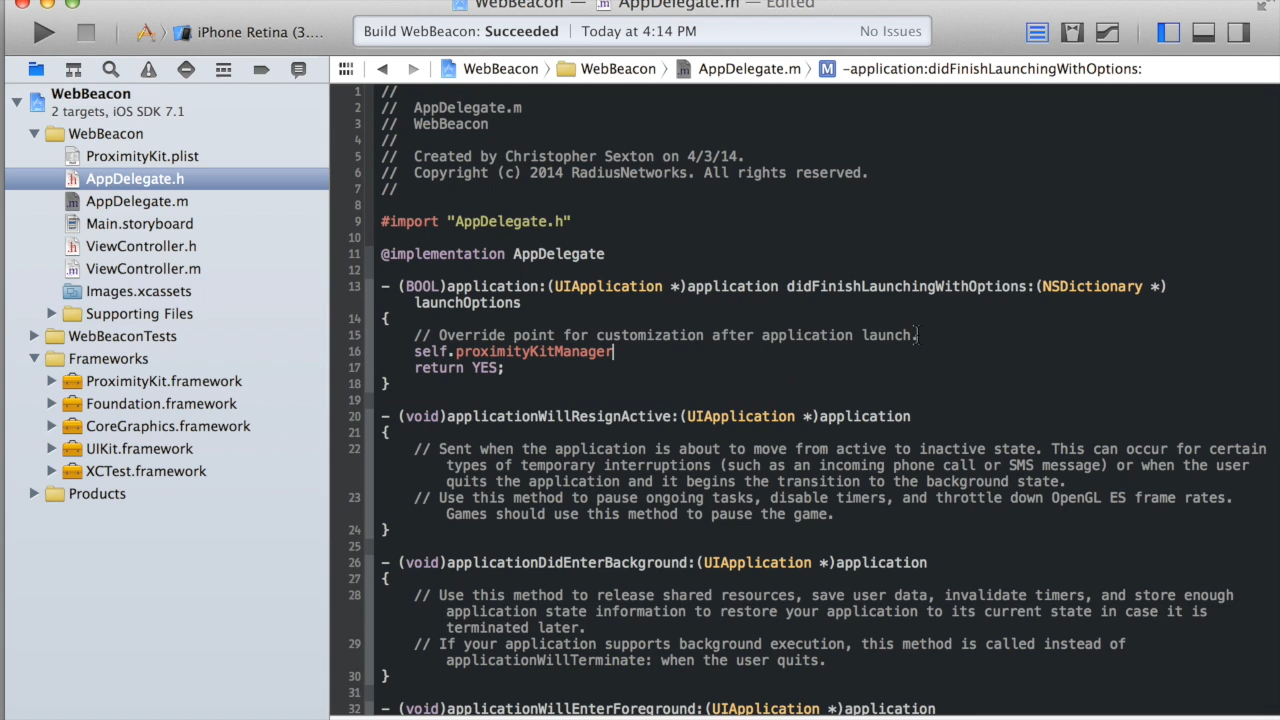 WebBeacon — AppDelegate.m — Edited
iPhone Retina (3....
Build WebBeacon: Succeeded
Today at 4:14 PM
No Issues
WebBeacon
WebBeacon
AppDelegate.m
M
-application:didFinishLaunchingWithOptions:
WebBeacon
2 targets, iOS SDK 7.1
WebBeacon
ProximityKit.plist
AppDelegate.h
AppDelegate.m
Main.storyboard
ViewController.h
ViewController.m
Images.xcassets
Supporting Files
WebBeaconTests
Frameworks
ProximityKit.framework
Foundation.framework
CoreGraphics.framework
UIKit.framework
XCTest.framework
Products
1 //
2 // AppDelegate.m
3 // WebBeacon
4 //
5 // Created by Christopher Sexton on 4/3/14.
6 // Copyright (c) 2014 RadiusNetworks. All rights reserved.
7 //
8
9 #import "AppDelegate.h"
10
11 @implementation AppDelegate
12
13 - (BOOL)application:(UIApplication *)application didFinishLaunchingWithOptions:(NSDictionary *)
launchOptions
14 {
15 // Override point for customization after application launch.
16 self.proximityKitManager
17 return YES;
18 }
19
20 - (void)applicationWillResignActive:(UIApplication *)application
21 {
22 // Sent when the application is about to move from active to inactive state. This can occur for certain
types of temporary interruptions (such as an incoming phone call or SMS message) or when the user
quits the application and it begins the transition to the background state.
23 // Use this method to pause ongoing tasks, disable timers, and throttle down OpenGL ES frame rates.
Games should use this method to pause the game.
24 }
25
26 - (void)applicationDidEnterBackground:(UIApplication *)application
27 {
28 // Use this method to release shared resources, save user data, invalidate timers, and store enough
application state information to restore your application to its current state in case it is
terminated later.
29 // If your application supports background execution, this method is called instead of
applicationWillTerminate: when the user quits.
30 }
31
32 - (void)applicationWillEnterForeground:(UIApplication *)application